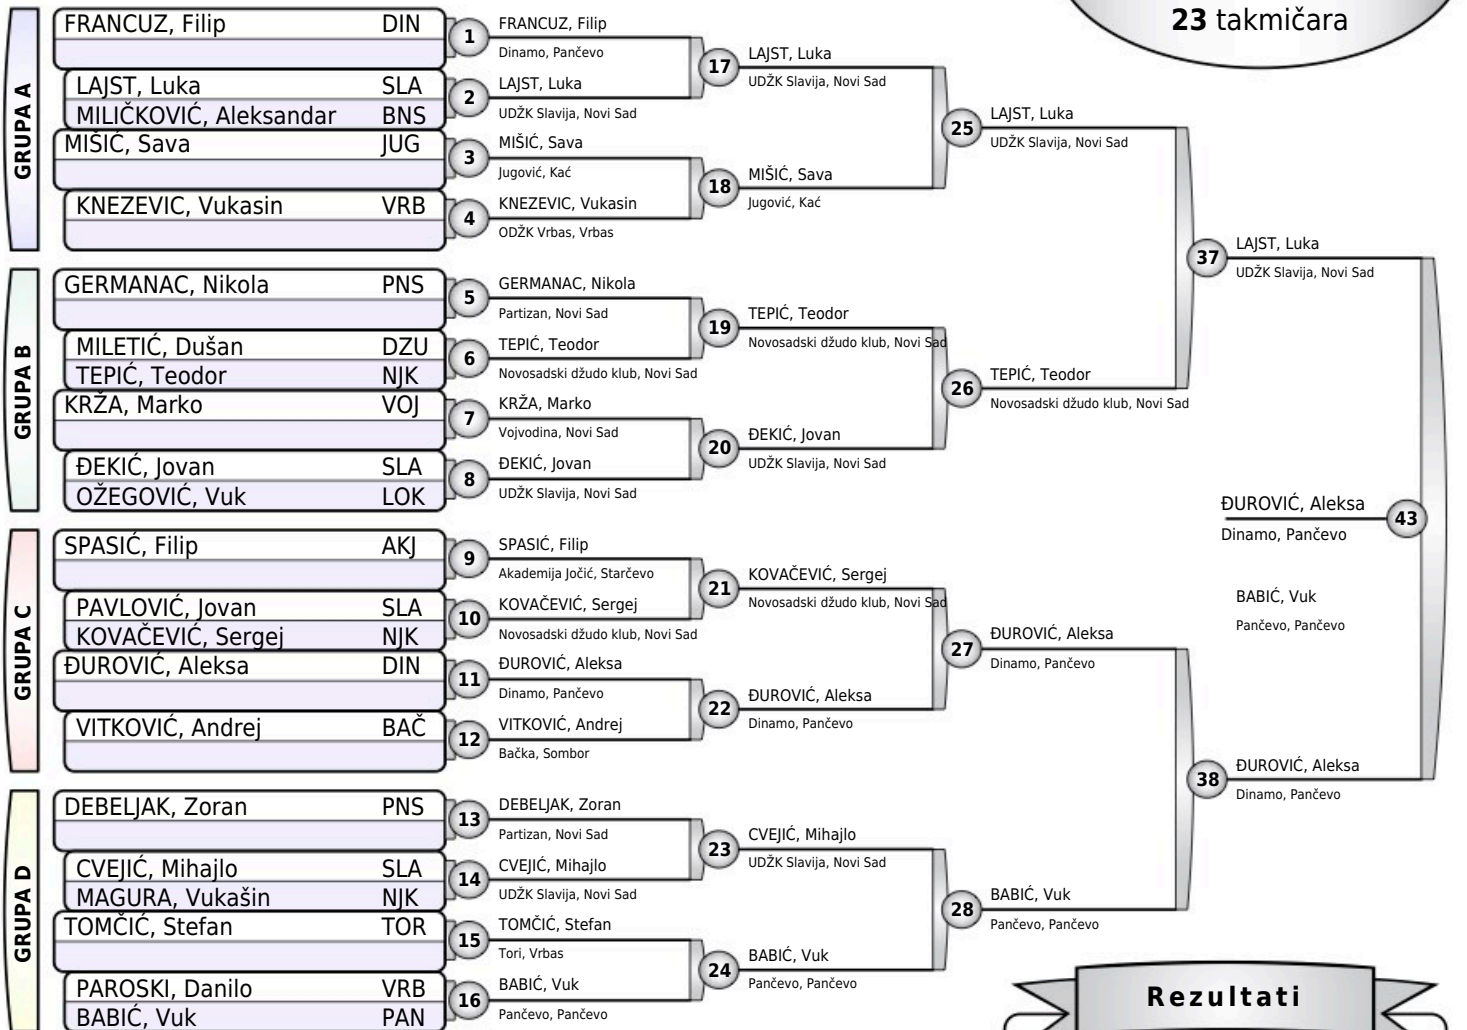 23 takmičara
GRUPA A
FRANCUZ, Filip DIN
LAJST, Luka SLA
MILIČKOVIĆ, Aleksandar BNS
MIŠIĆ, Sava JUG
KNEZEVIC, Vukasin VRB
1
FRANCUZ, Filip
Dinamo, Pančevo
2
LAJST, Luka
UDŽK Slavija, Novi Sad
3
MIŠIĆ, Sava
Jugović, Kać
4
KNEZEVIC, Vukasin
ODŽK Vrbas, Vrbas
17
LAJST, Luka
UDŽK Slavija, Novi Sad
18
MIŠIĆ, Sava
Jugović, Kać
25
LAJST, Luka
UDŽK Slavija, Novi Sad
GRUPA B
GERMANAC, Nikola PNS
MILETIĆ, Dušan DZU
TEPIĆ, Teodor NJK
KRŽA, Marko VOJ
ĐEKIĆ, Jovan SLA
OŽEGOVIĆ, Vuk LOK
5
GERMANAC, Nikola
Partizan, Novi Sad
6
TEPIĆ, Teodor
Novosadski džudo klub, Novi Sad
7
KRŽA, Marko
Vojvodina, Novi Sad
8
ĐEKIĆ, Jovan
UDŽK Slavija, Novi Sad
19
TEPIĆ, Teodor
Novosadski džudo klub, Novi Sad
20
ĐEKIĆ, Jovan
UDŽK Slavija, Novi Sad
26
TEPIĆ, Teodor
Novosadski džudo klub, Novi Sad
37
LAJST, Luka
UDŽK Slavija, Novi Sad
GRUPA C
SPASIĆ, Filip AKJ
PAVLOVIĆ, Jovan SLA
KOVAČEVIĆ, Sergej NJK
ĐUROVIĆ, Aleksa DIN
VITKOVIĆ, Andrej BAČ
9
SPASIĆ, Filip
Akademija Jočić, Starčevo
10
KOVAČEVIĆ, Sergej
Novosadski džudo klub, Novi Sad
11
ĐUROVIĆ, Aleksa
Dinamo, Pančevo
12
VITKOVIĆ, Andrej
Bačka, Sombor
21
KOVAČEVIĆ, Sergej
Novosadski džudo klub, Novi Sad
22
ĐUROVIĆ, Aleksa
Dinamo, Pančevo
27
ĐUROVIĆ, Aleksa
Dinamo, Pančevo
GRUPA D
DEBELJAK, Zoran PNS
CVEJIĆ, Mihajlo SLA
MAGURA, Vukašin NJK
TOMČIĆ, Stefan TOR
PAROSKI, Danilo VRB
BABIĆ, Vuk PAN
13
DEBELJAK, Zoran
Partizan, Novi Sad
14
CVEJIĆ, Mihajlo
UDŽK Slavija, Novi Sad
15
TOMČIĆ, Stefan
Tori, Vrbas
16
BABIĆ, Vuk
Pančevo, Pančevo
23
CVEJIĆ, Mihajlo
UDŽK Slavija, Novi Sad
24
BABIĆ, Vuk
Pančevo, Pančevo
28
BABIĆ, Vuk
Pančevo, Pančevo
38
ĐUROVIĆ, Aleksa
Dinamo, Pančevo
ĐUROVIĆ, Aleksa
43
Dinamo, Pančevo
BABIĆ, Vuk
Pančevo, Pančevo
Rezultati